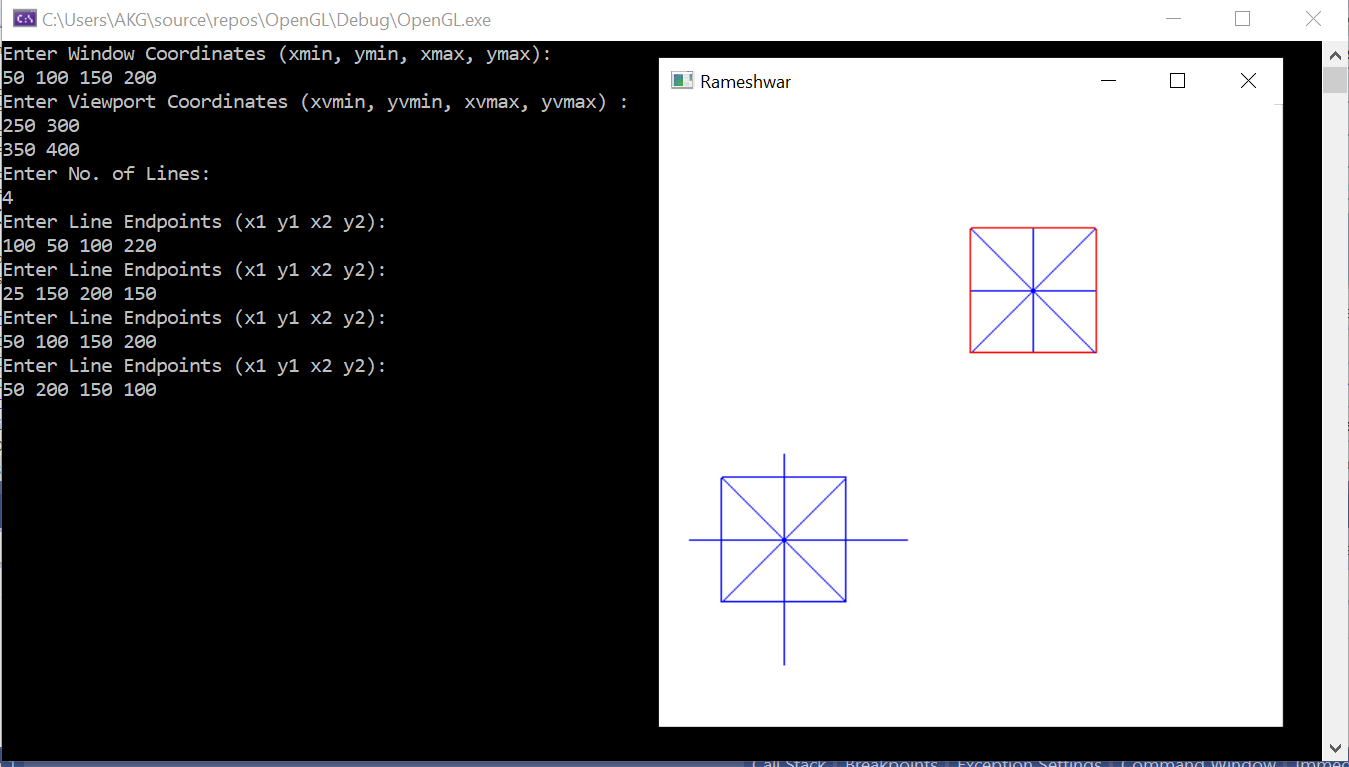 C:\Users\AKG\source\repos\OpenGL\Debug\OpenGL.exe
Enter Window Coordinates (xmin, ymin, xmax, ymax):
50 100 150 200
Enter Viewport Coordinates (xvmin, yvmin, xvmax, yvmax) :
250 300
350 400
Enter No. of Lines:
4
Enter Line Endpoints (x1 y1 x2 y2):
100 50 100 220
Enter Line Endpoints (x1 y1 x2 y2):
25 150 200 150
Enter Line Endpoints (x1 y1 x2 y2):
50 100 150 200
Enter Line Endpoints (x1 y1 x2 y2):
50 200 150 100
Rameshwar
Call Stack Breakpoints Exception Settings Command Window